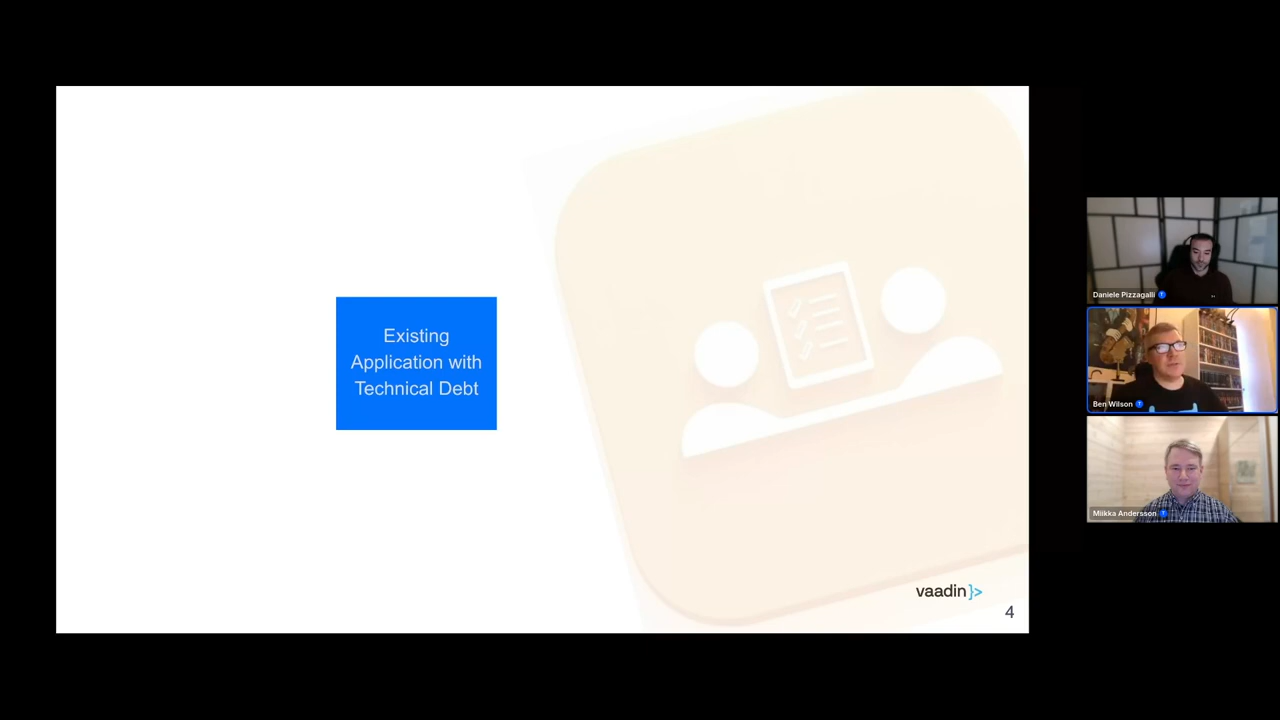 Existing
Application with
Technical Debt
vaadin}>
4
Daniele Pizzagalli
Ben Wilson
Miikka Andersson